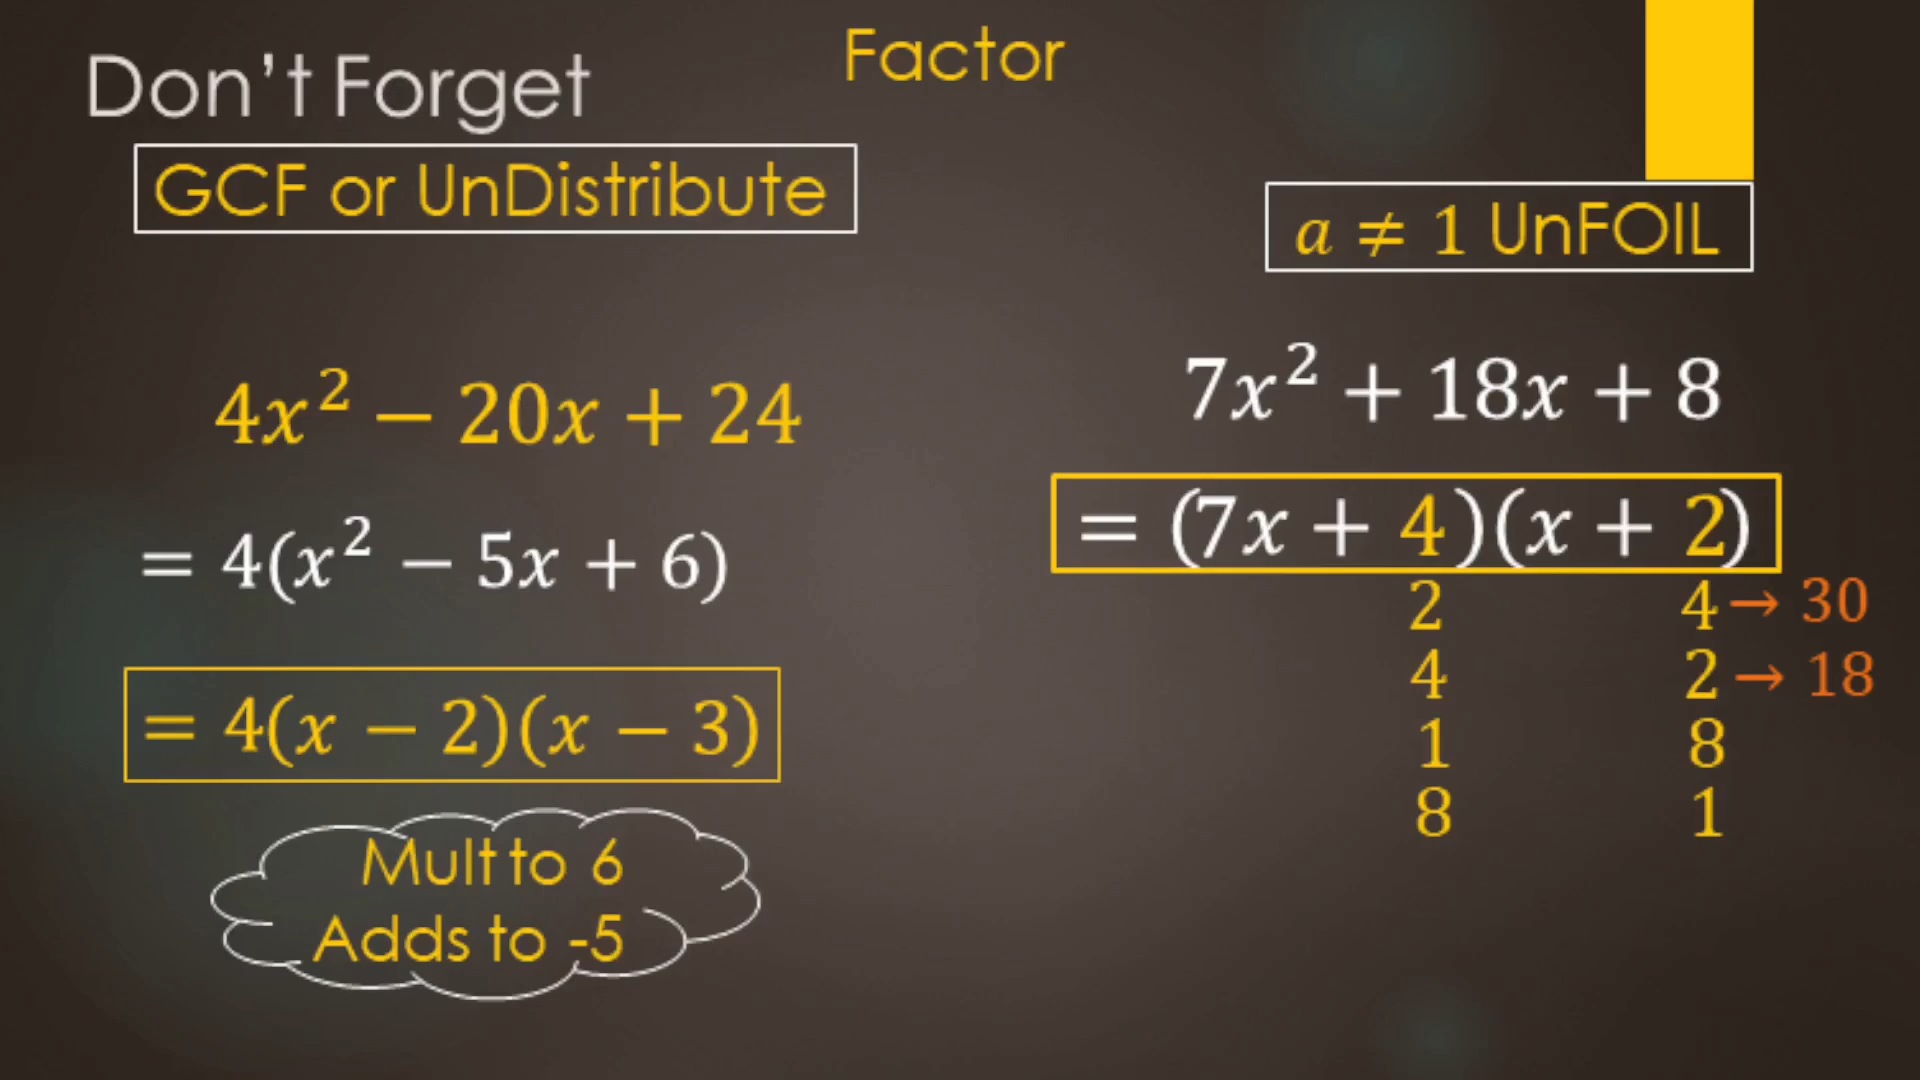 Factor
Don't Forget
GCF or UnDistribute
a ≠ 1 UnFOIL
4x² − 20x + 24
= 4(x² − 5x + 6)
= 4(x − 2)(x − 3)
Mult to 6
Adds to -5
7x² + 18x + 8
= (7x + 4)(x + 2)
2 4 → 30
4 2 → 18
1 8
8 1